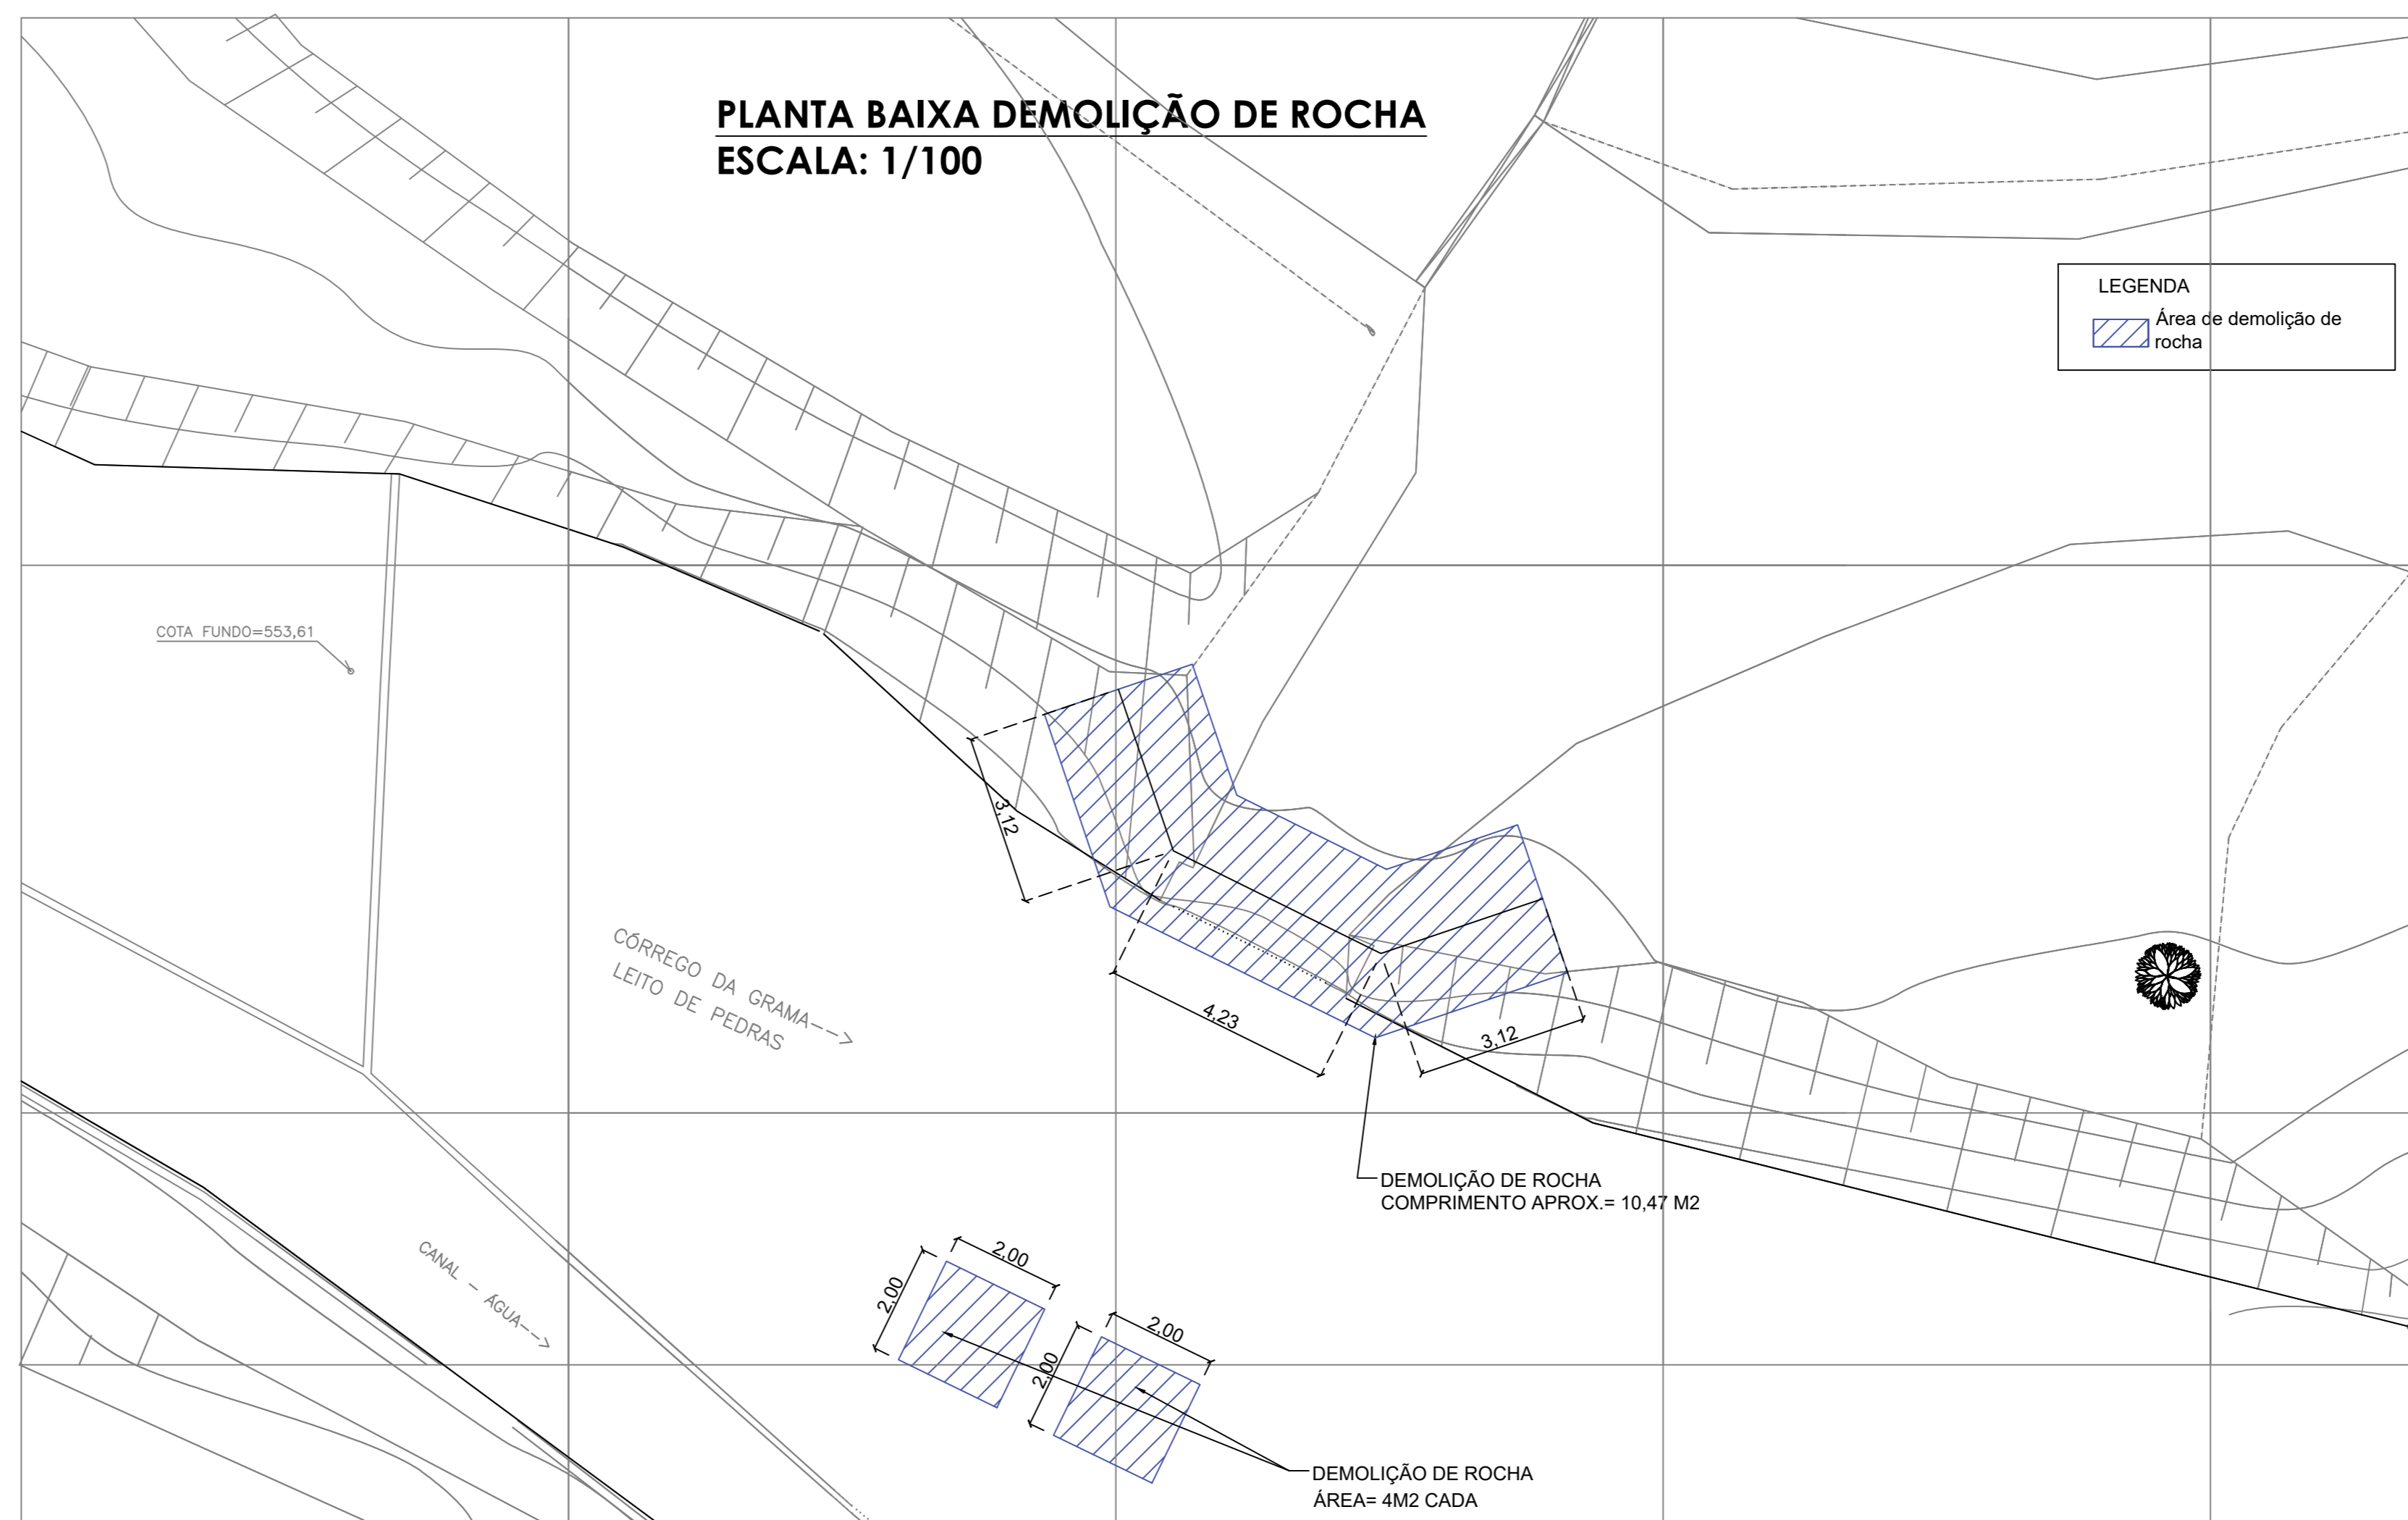 PLANTA BAIXA DEMOLIÇÃO DE ROCHA
ESCALA: 1/100
LEGENDA
Área de demolição de
rocha
COTA FUNDO=553,61
3,12
CÓRREGO DA GRAMA-->
LEITO DE PEDRAS
4,23
3,12
DEMOLIÇÃO DE ROCHA
COMPRIMENTO APROX.= 10,47 M2
CANAL - ÁGUA-->
2,00
2,00
2,00
2,00
DEMOLIÇÃO DE ROCHA
ÁREA= 4M2 CADA